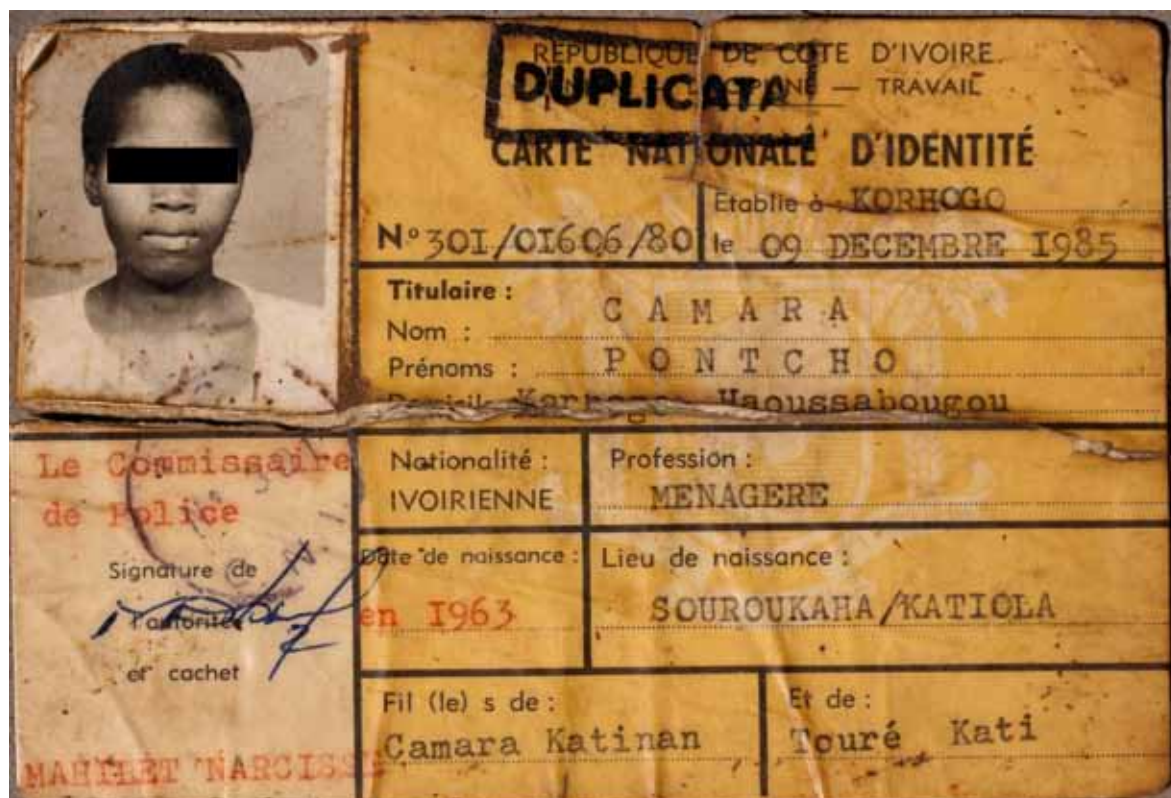 REPUBLIQUE DE COTE D'IVOIRE
DUPLICATA — TRAVAIL
CARTE NATIONALE D'IDENTITÉ
Etablie à : KORHOGO
N° 301/01606/80 le 09 DECEMBRE 1985
Titulaire :
Nom : CAMARA
Prénoms : PONTCHO
Haoussabougou
Le Commissaire
de Police
Nationalité :
IVOIRIENNE
Profession :
MENAGERE
Signature de
l'autorité
et cachet
Date de naissance :
en 1963
Lieu de naissance :
SOUROUKAHA/KATIOLA
Fil (le) s de :
Camara Katinan
Et de :
Touré Kati
NARCISSE